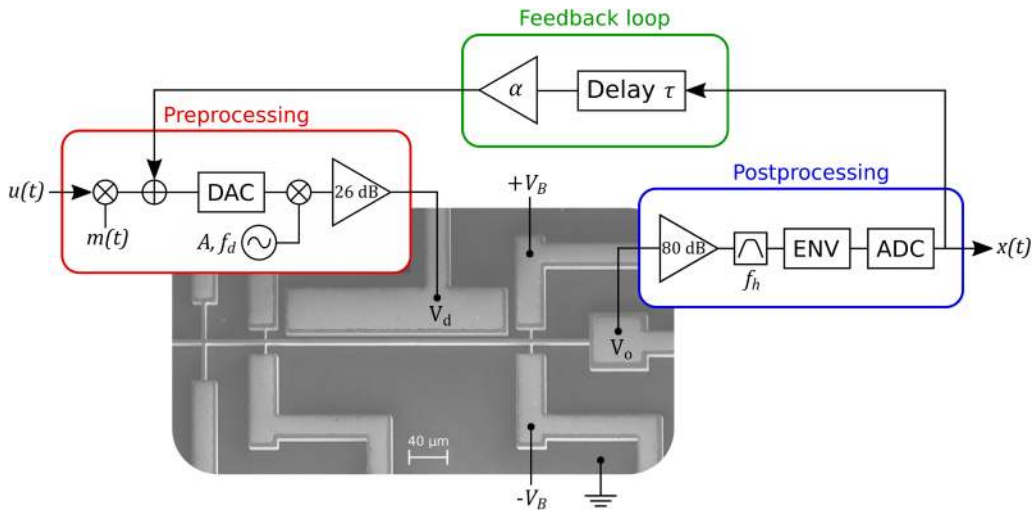 Feedback loop
α
Delay τ
Preprocessing
u(t)
m(t)
DAC
A, f_d
26 dB
Postprocessing
80 dB
f_h
ENV
ADC
x(t)
+V_B
V_d
V_o
40 μm
-V_B